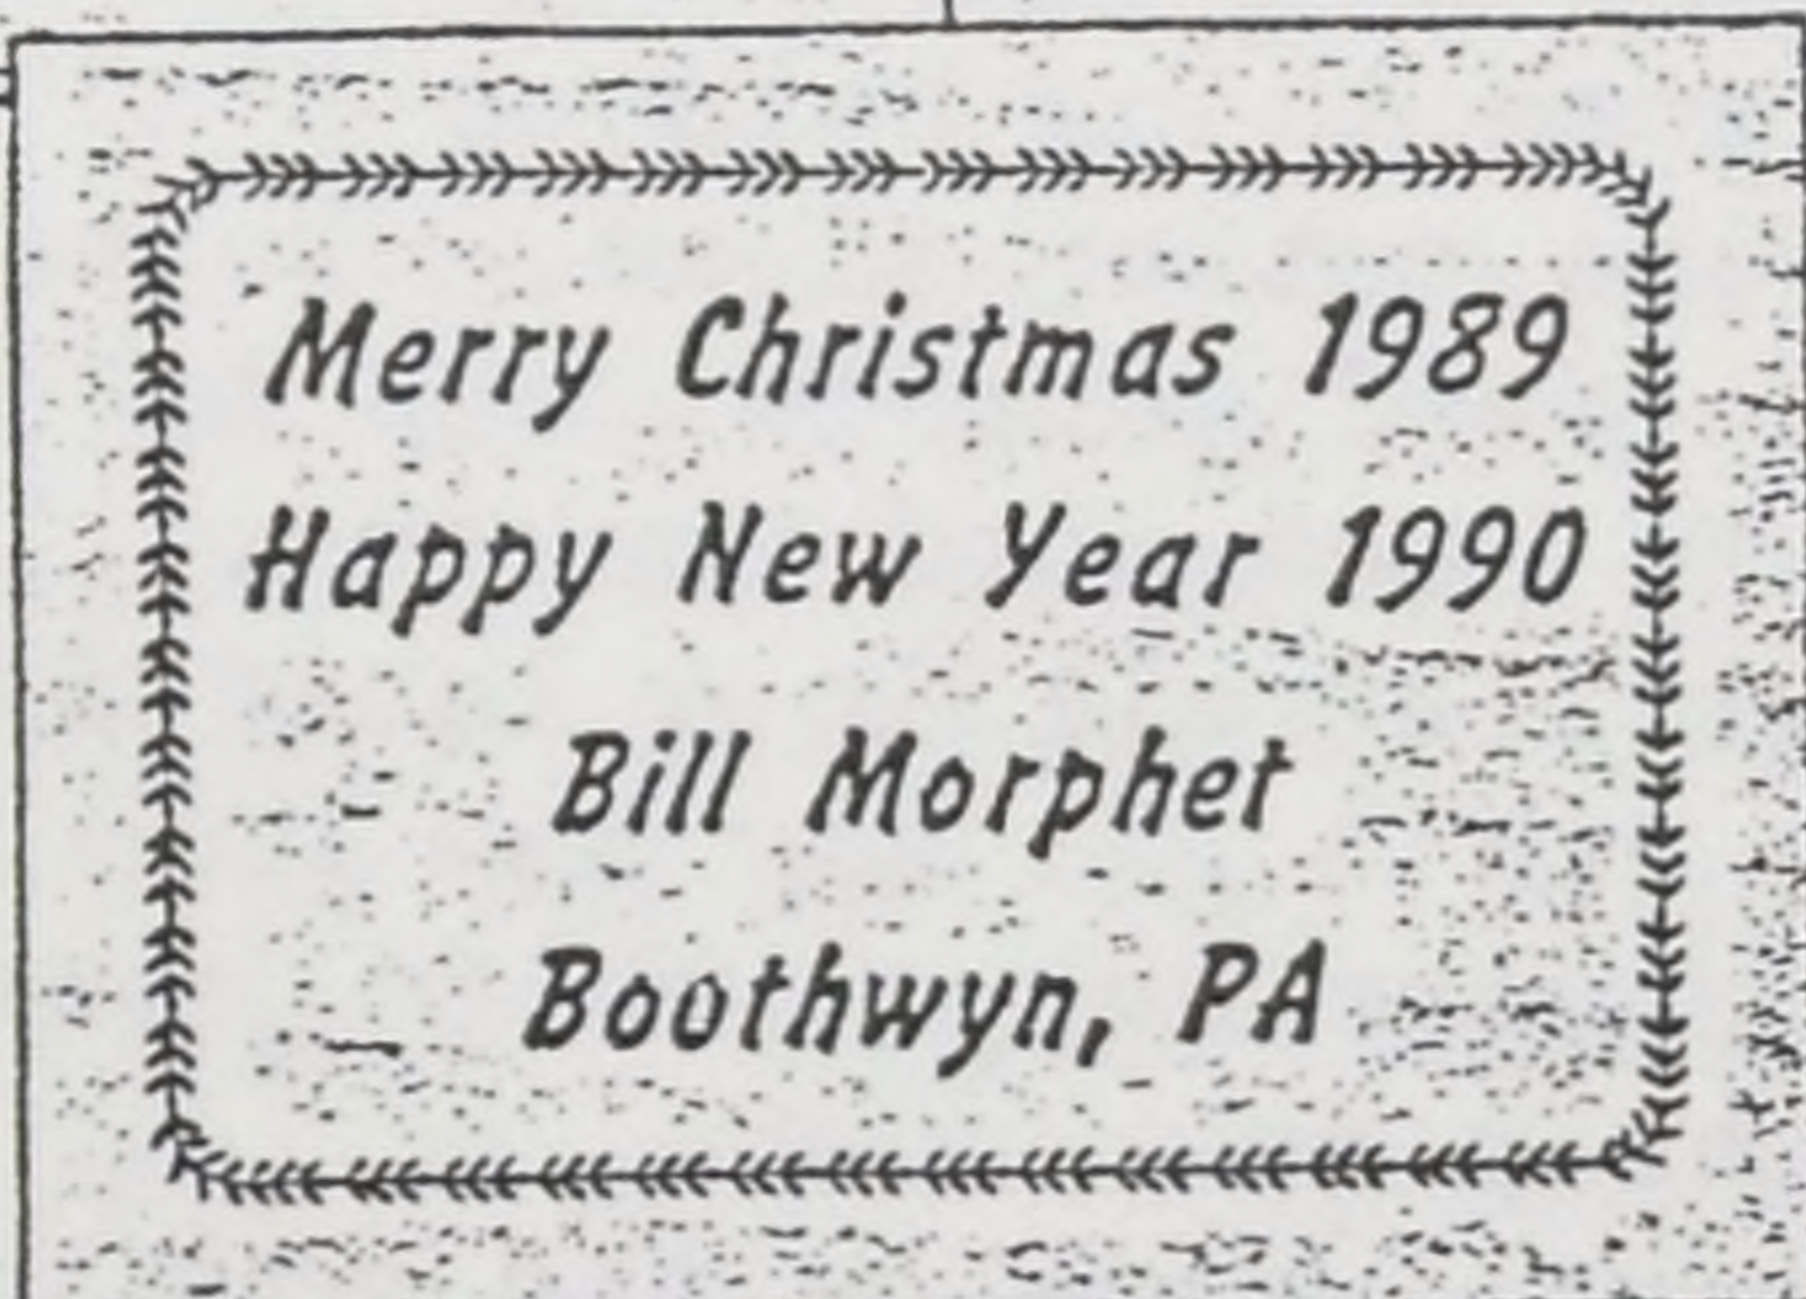 Merry Christmas 1989
Happy New Year 1990
Bill Morphet
Boothwyn, PA